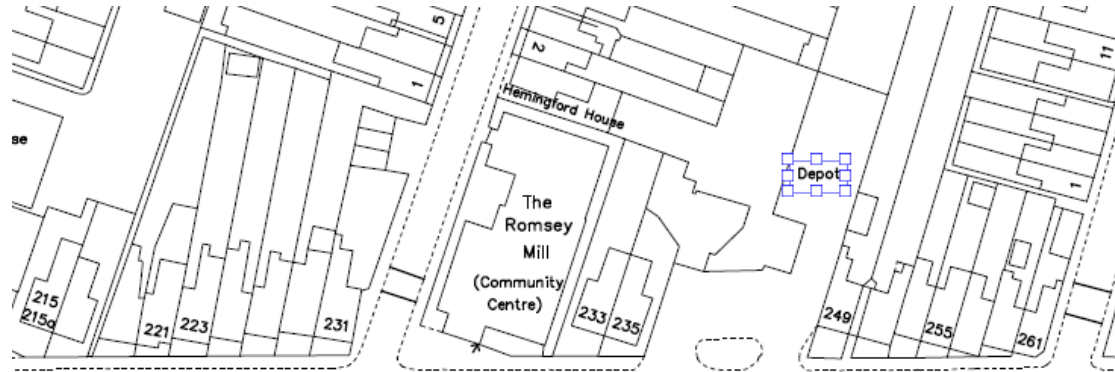 5
1
2
11
Hemingford House
se
Depot
1
The
Romsey
Mill
(Community
Centre)
215
215a
221
223
231
233
235
249
255
261